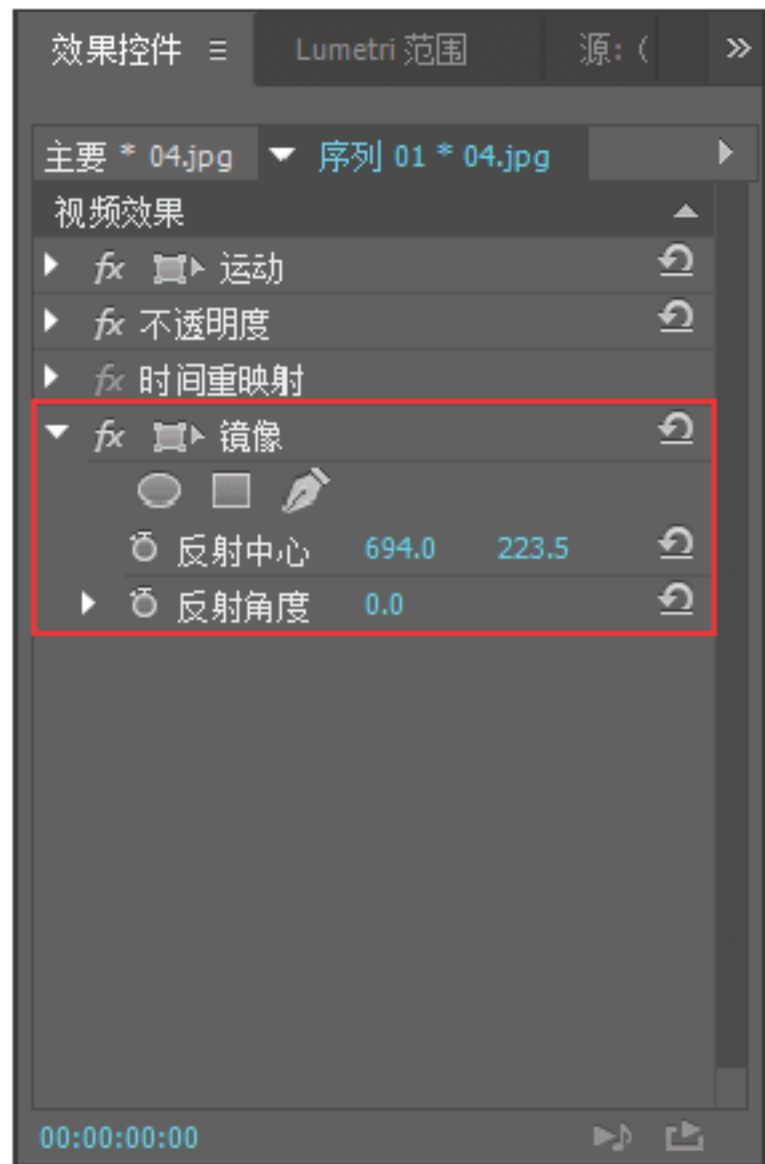 效果控件 Lumetri 范围 源: (
主要 * 04.jpg 序列 01 * 04.jpg
视频效果
fx 运动
fx 不透明度
fx 时间重映射
fx 镜像
反射中心 694.0 223.5
反射角度 0.0
00:00:00:00